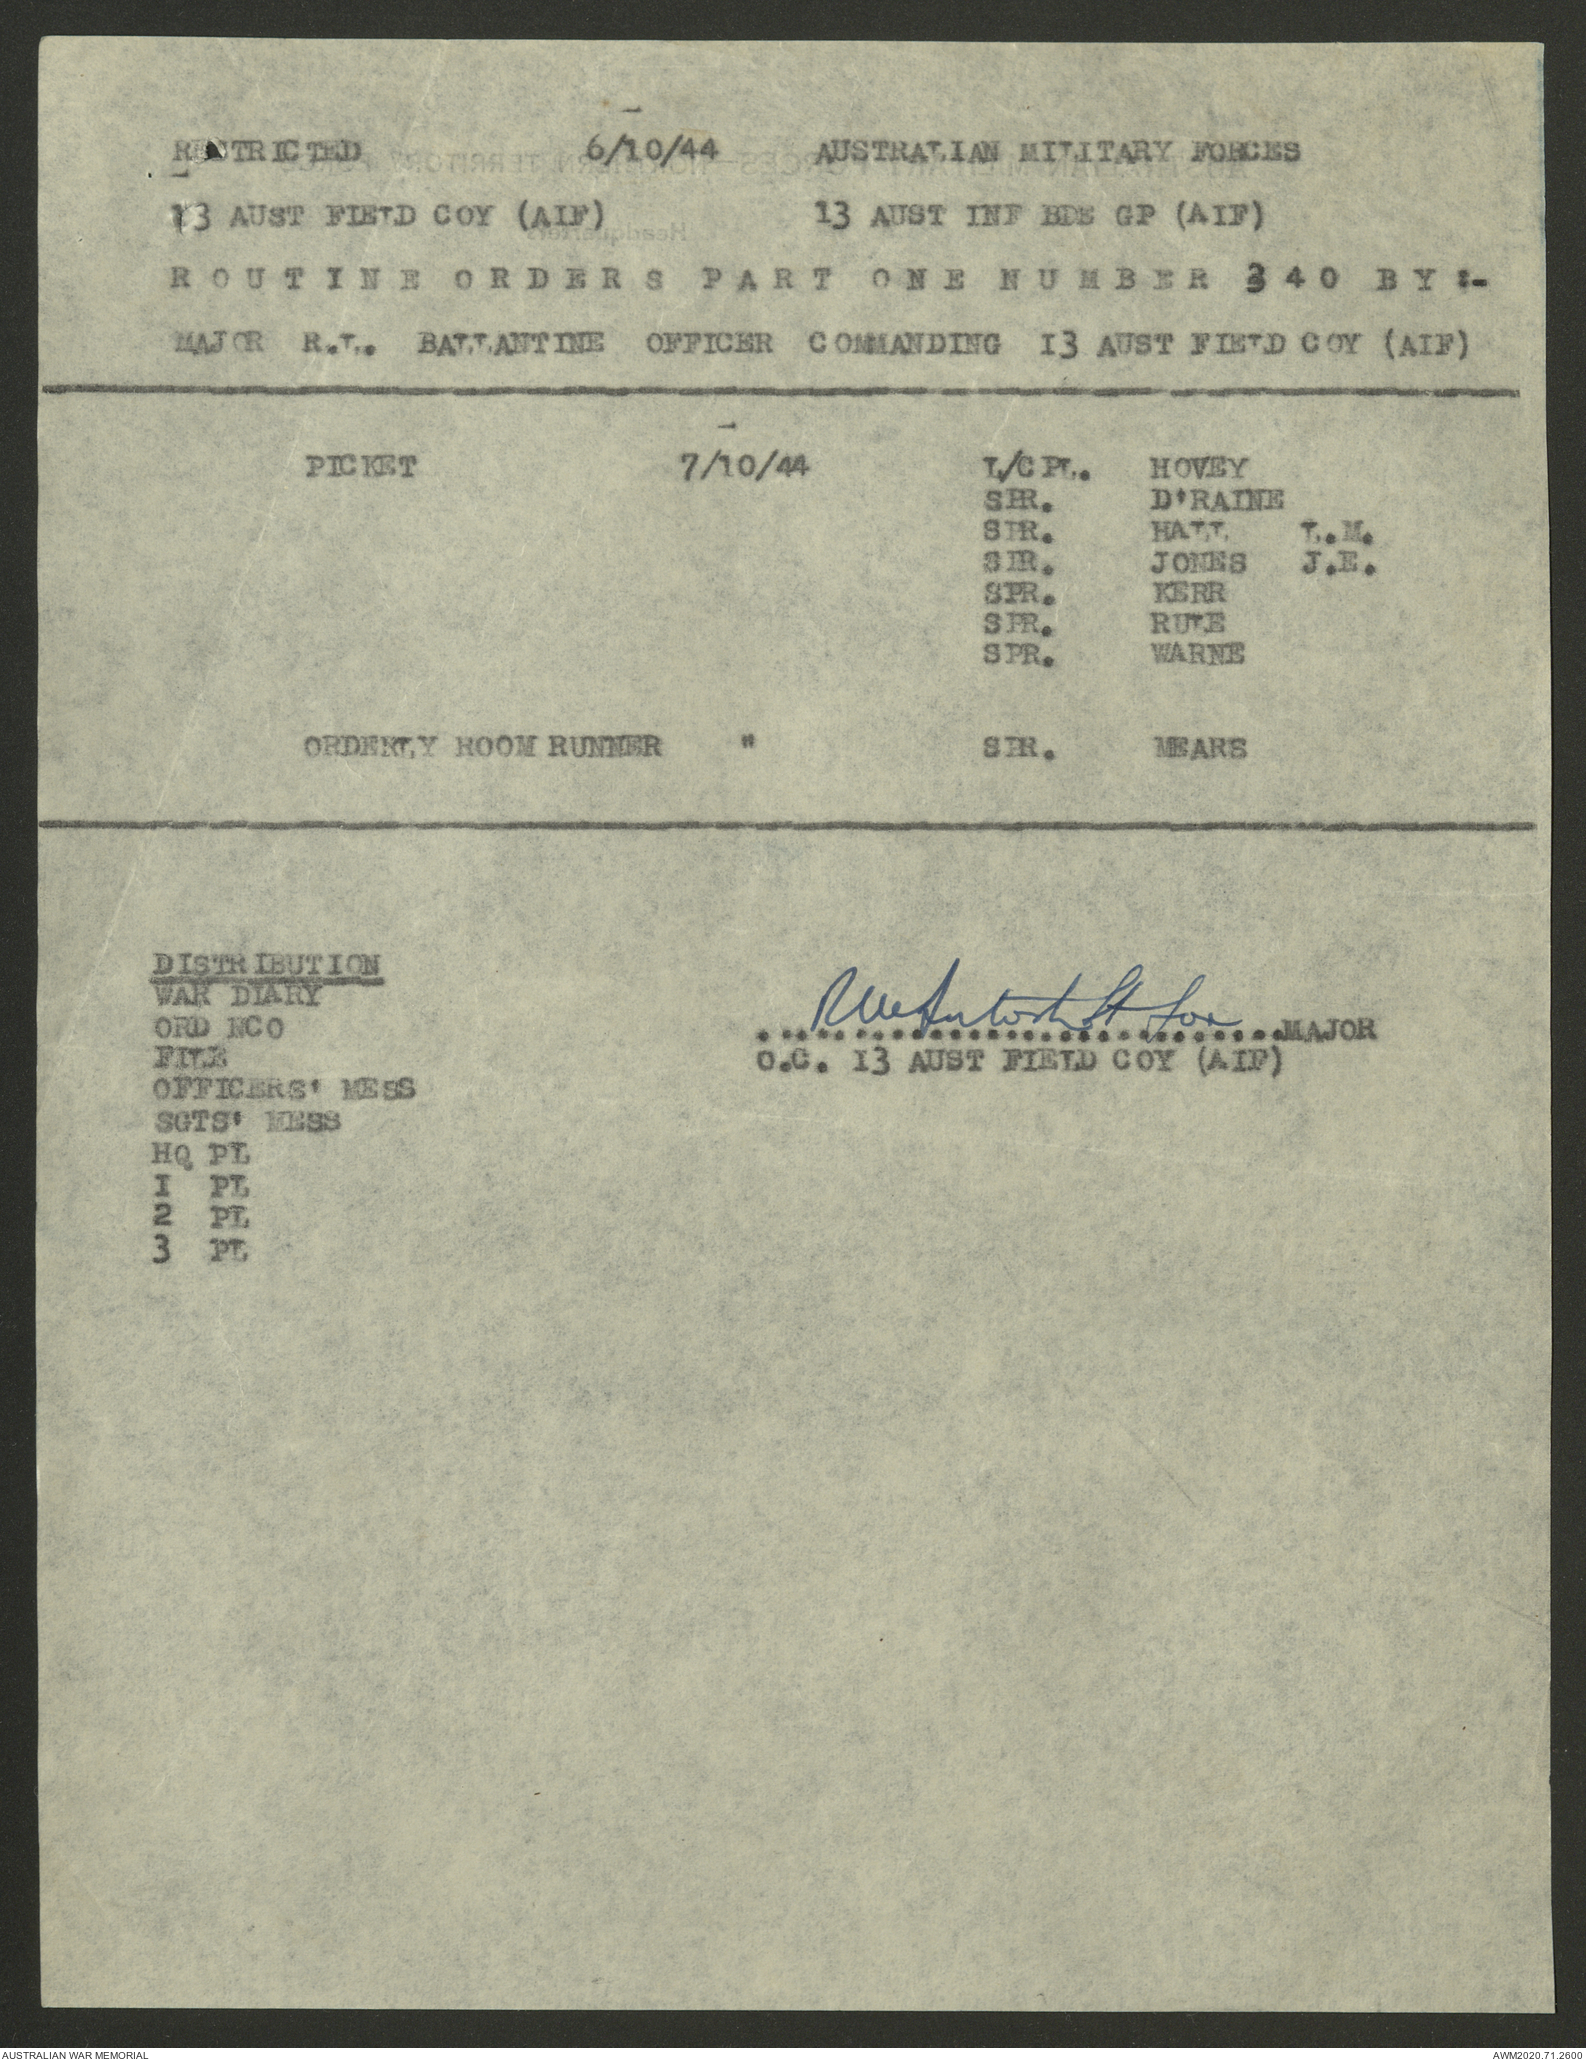 RESTRICTED 6/10/44 AUSTRALIAN MILITARY FORCES
13 AUST FIELD COY (AIF) 13 AUST INF BDE GP (AIF)
ROUTINE ORDERS PART ONE NUMBER 340 BY:-
MAJOR R.L. BALLANTINE OFFICER COMMANDING 13 AUST FIELD COY (AIF)
PICKET 7/10/44 L/CPL. HOVEY
SPR. D'RAINE
SPR. HALL L.M.
SPR. JONES J.E.
SPR. KERR
SPR. RULE
SPR. WARNE
ORDERLY ROOM RUNNER " SPR. MEARS
DISTRIBUTION
WAR DIARY
ORD NCO
FILE
OFFICERS' MESS
SGTS' MESS
HQ PL
1 PL
2 PL
3 PL
R McIntosh Lt for
..............................MAJOR
O.C. 13 AUST FIELD COY (AIF)
AUSTRALIAN WAR MEMORIAL AWM2020.71.2600